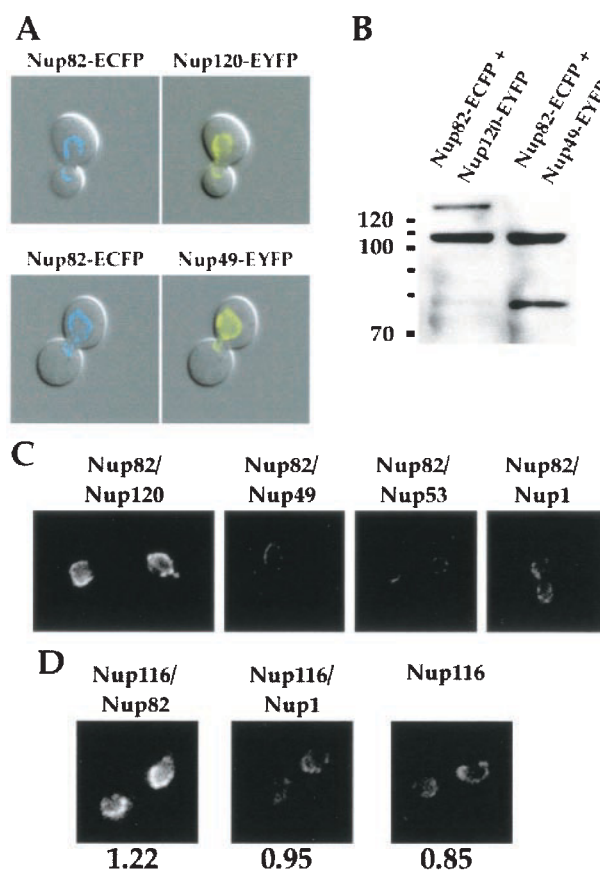 A
Nup82-ECFP
Nup120-EYFP
Nup82-ECFP
Nup49-EYFP
B
Nup82-ECFP +
Nup120-EYFP
Nup82-ECFP +
Nup49-EYFP
120
100
70
C
Nup82/
Nup120
Nup82/
Nup49
Nup82/
Nup53
Nup82/
Nup1
D
Nup116/
Nup82
Nup116/
Nup1
Nup116
1.22
0.95
0.85